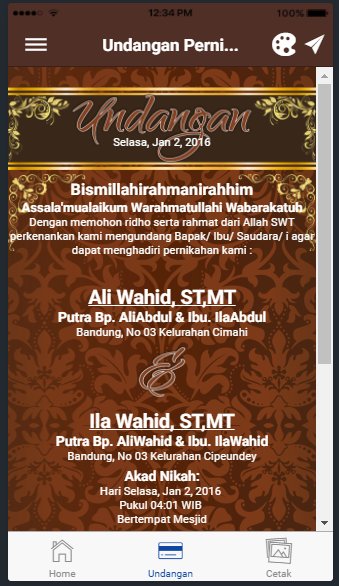 12:34 PM
100%
Undangan Perni...
Undangan
Selasa, Jan 2, 2016
Bismillahirahmanirahhim
Assala'mualaikum Warahmatullahi Wabarakatuh
Dengan memohon ridho serta rahmat dari Allah SWT
perkenankan kami mengundang Bapak/ Ibu/ Saudara/ i agar
dapat menghadiri pernikahan kami :
Ali Wahid, ST,MT
Putra Bp. AliAbdul & Ibu. IlaAbdul
Bandung, No 03 Kelurahan Cimahi
&
Ila Wahid, ST,MT
Putra Bp. AliWahid & Ibu. IlaWahid
Bandung, No 03 Kelurahan Cipeundey
Akad Nikah:
Hari Selasa, Jan 2, 2016
Pukul 04:01 WIB
Bertempat Mesjid
Home
Undangan
Cetak